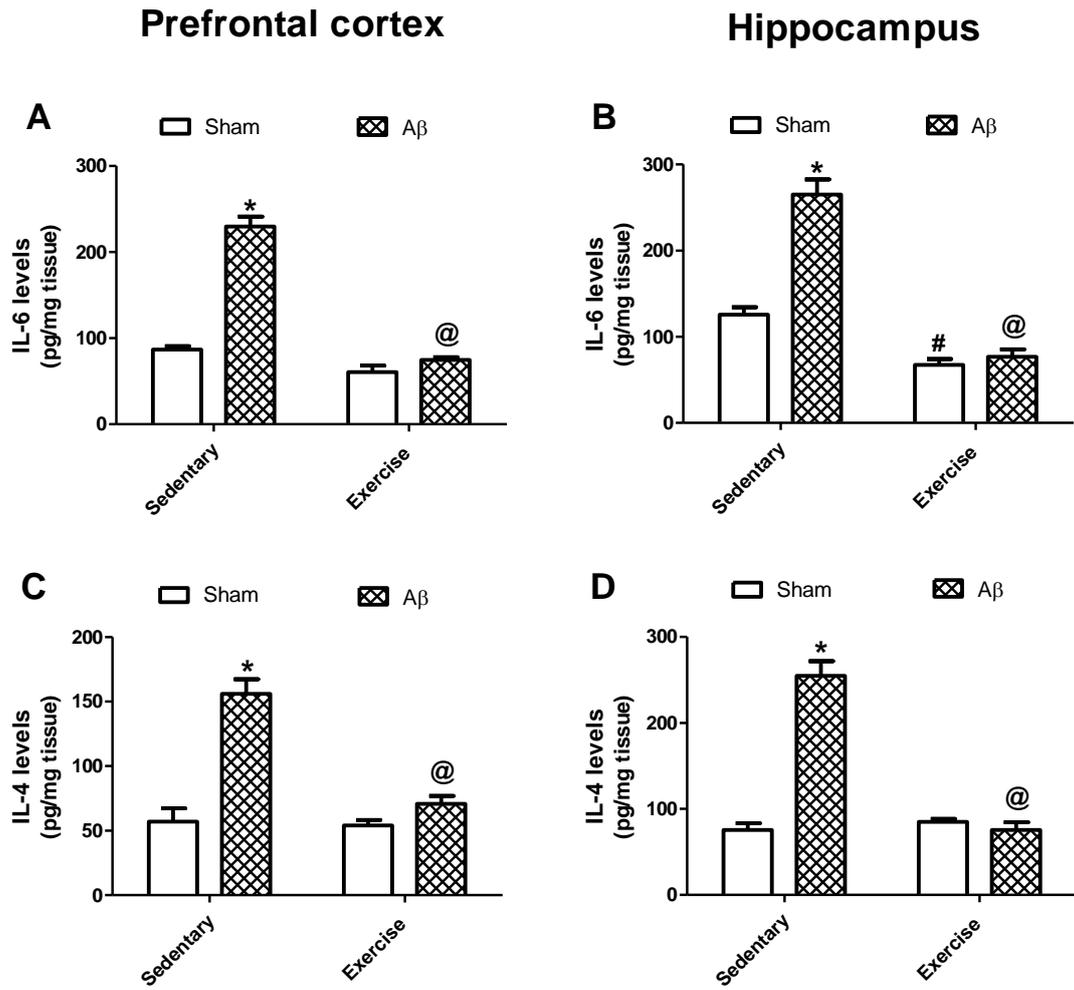 Prefrontal cortex
Hippocampus
A
Sham
Aβ
IL-6 levels
(pg/mg tissue)
300
200
100
0
*
@
Sedentary
Exercise
B
Sham
Aβ
IL-6 levels
(pg/mg tissue)
300
200
100
0
*
#
@
Sedentary
Exercise
C
Sham
Aβ
IL-4 levels
(pg/mg tissue)
200
150
100
50
0
*
@
Sedentary
Exercise
D
Sham
Aβ
IL-4 levels
(pg/mg tissue)
300
200
100
0
*
@
Sedentary
Exercise